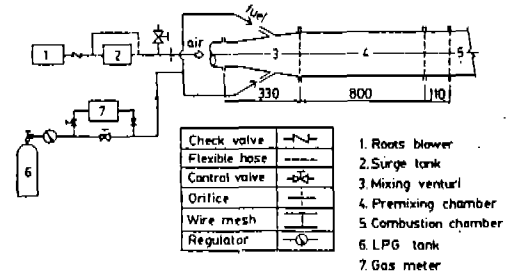 fuel
air
1
2
3
4
5
330
800
110
7
6
Check valve
Flexible hose
Control valve
Orifice
Wire mesh
Regulator
1. Roots blower
2. Surge tank
3. Mixing venturi
4. Premixing chamber
5. Combustion chamber
6. LPG tank
7. Gas meter